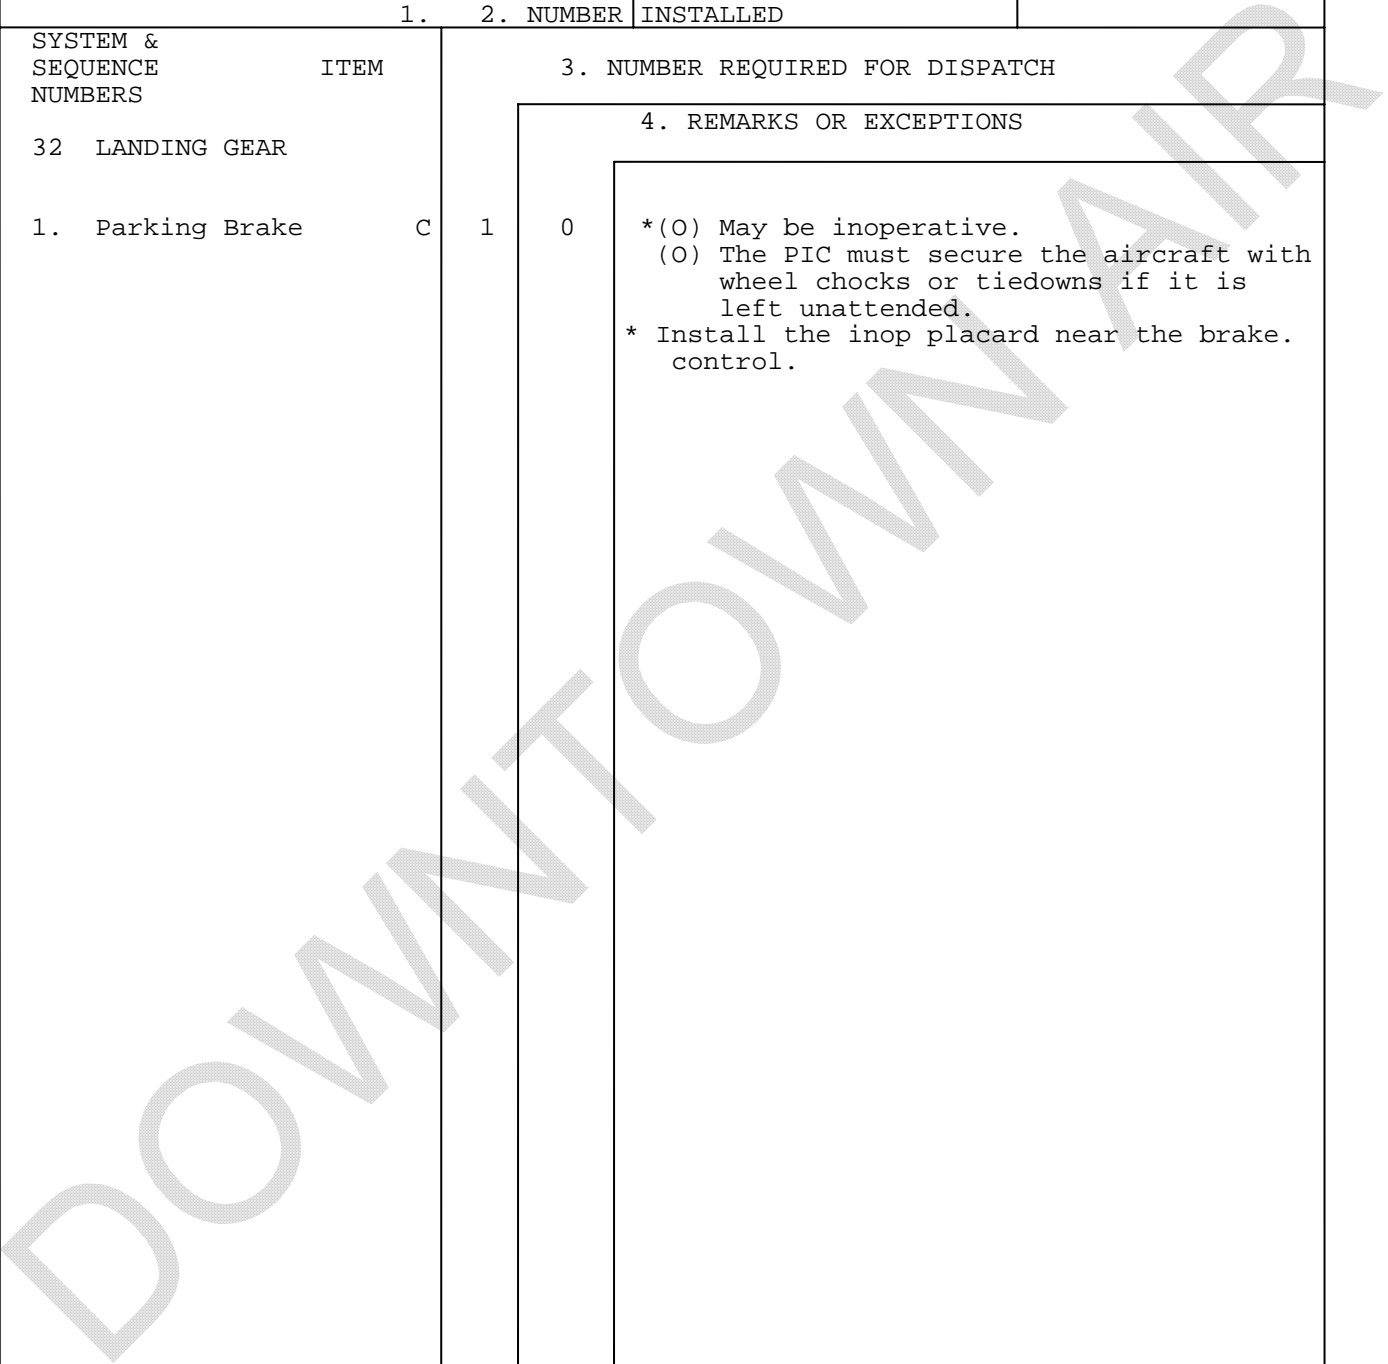 1. 2. NUMBER INSTALLED
SYSTEM &
SEQUENCE ITEM 3. NUMBER REQUIRED FOR DISPATCH
NUMBERS
4. REMARKS OR EXCEPTIONS
32 LANDING GEAR
1. Parking Brake C 1 0 *(O) May be inoperative.
(O) The PIC must secure the aircraft with
wheel chocks or tiedowns if it is
left unattended.
* Install the inop placard near the brake.
control.
DOWNTOWN AIR